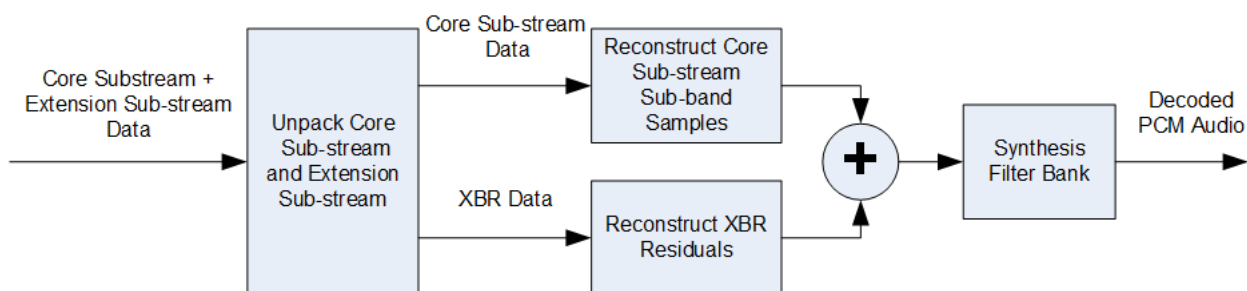 Core Substream +
Extension Sub-stream
Data
Unpack Core
Sub-stream
and Extension
Sub-stream
Core Sub-stream
Data
XBR Data
Reconstruct Core
Sub-stream
Sub-band
Samples
Reconstruct XBR
Residuals
+
Synthesis
Filter Bank
Decoded
PCM Audio